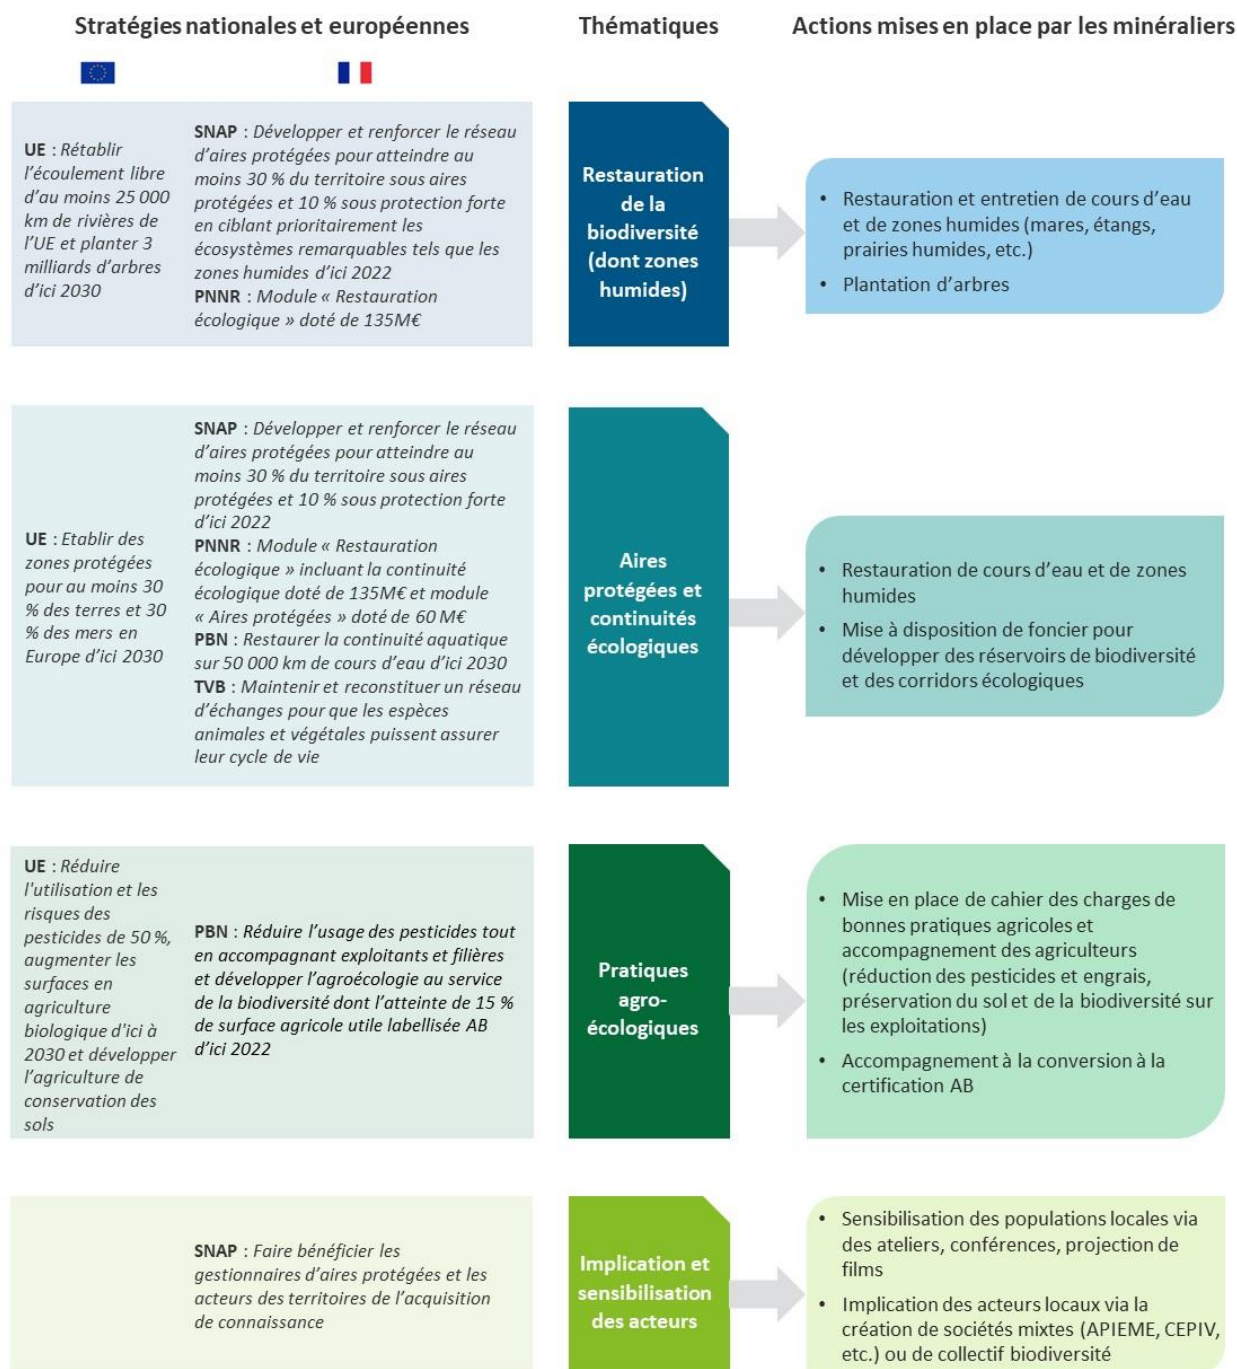 Stratégies nationales et européennes
Thématiques
Actions mises en place par les minéraliers
UE : Rétablir
l’écoulement libre
d’au moins 25 000
km de rivières de
l’UE et planter 3
milliards d’arbres
d’ici 2030
SNAP : Développer et renforcer le réseau
d’aires protégées pour atteindre au
moins 30 % du territoire sous aires
protégées et 10 % sous protection forte
en ciblant prioritairement les
écosystèmes remarquables tels que les
zones humides d’ici 2022
PNNR : Module « Restauration
écologique » doté de 135M€
Restauration
de la
biodiversité
(dont zones
humides)
• Restauration et entretien de cours d’eau
et de zones humides (mares, étangs,
prairies humides, etc.)
• Plantation d’arbres
UE : Etablir des
zones protégées
pour au moins 30
% des terres et 30
% des mers en
Europe d’ici 2030
SNAP : Développer et renforcer le réseau
d’aires protégées pour atteindre au
moins 30 % du territoire sous aires
protégées et 10 % sous protection forte
d’ici 2022
PNNR : Module « Restauration
écologique » incluant la continuité
écologique doté de 135M€ et module
« Aires protégées » doté de 60 M€
PBN : Restaurer la continuité aquatique
sur 50 000 km de cours d’eau d’ici 2030
TVB : Maintenir et reconstituer un réseau
d’échanges pour que les espèces
animales et végétales puissent assurer
leur cycle de vie
Aires
protégées et
continuités
écologiques
• Restauration de cours d’eau et de zones
humides
• Mise à disposition de foncier pour
développer des réservoirs de biodiversité
et des corridors écologiques
UE : Réduire
l'utilisation et les
risques des
pesticides de 50 %,
augmenter les
surfaces en
agriculture
biologique d'ici à
2030 et développer
l’agriculture de
conservation des
sols
PBN : Réduire l’usage des pesticides tout
en accompagnant exploitants et filières
et développer l’agroécologie au service
de la biodiversité dont l’atteinte de 15 %
de surface agricole utile labellisée AB
d’ici 2022
Pratiques
agro-
écologiques
• Mise en place de cahier des charges de
bonnes pratiques agricoles et
accompagnement des agriculteurs
(réduction des pesticides et engrais,
préservation du sol et de la biodiversité sur
les exploitations)
• Accompagnement à la conversion à la
certification AB
SNAP : Faire bénéficier les
gestionnaires d’aires protégées et les
acteurs des territoires de l’acquisition
de connaissance
Implication et
sensibilisation
des acteurs
• Sensibilisation des populations locales via
des ateliers, conférences, projection de
films
• Implication des acteurs locaux via la
création de sociétés mixtes (APIEME, CEPIV,
etc.) ou de collectif biodiversité